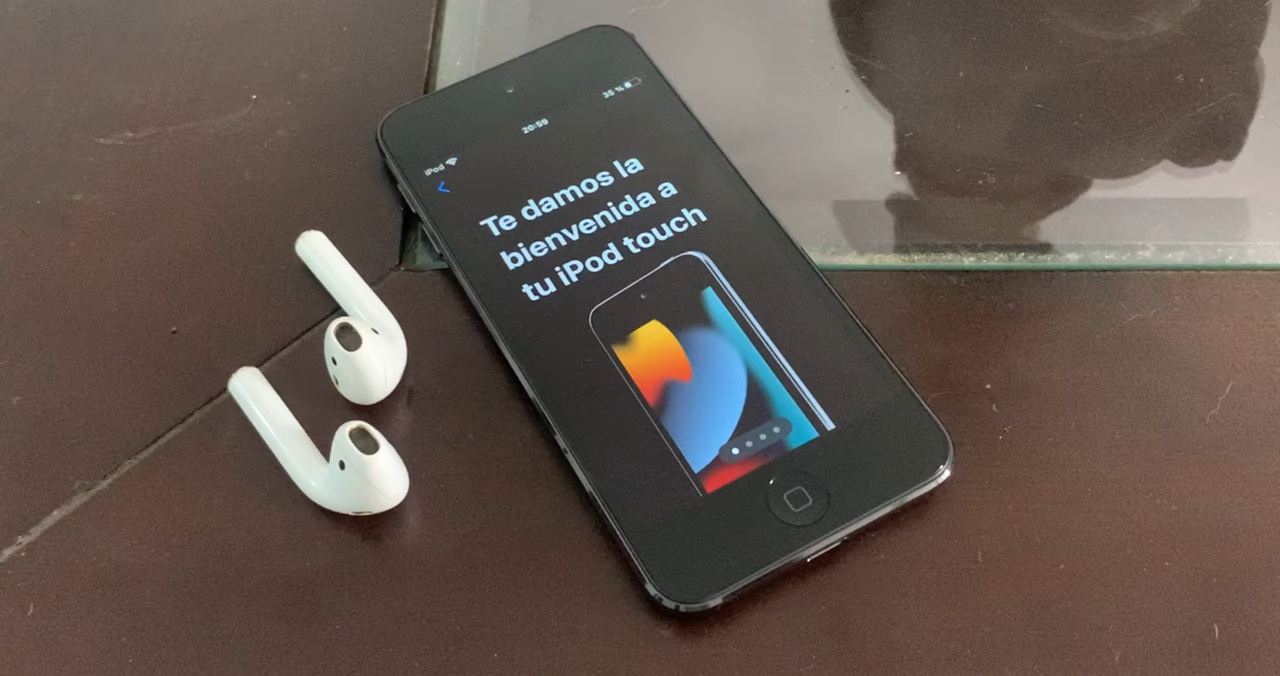 35 %
20:59
iPod
Te damos la
bienvenida a
tu iPod touch